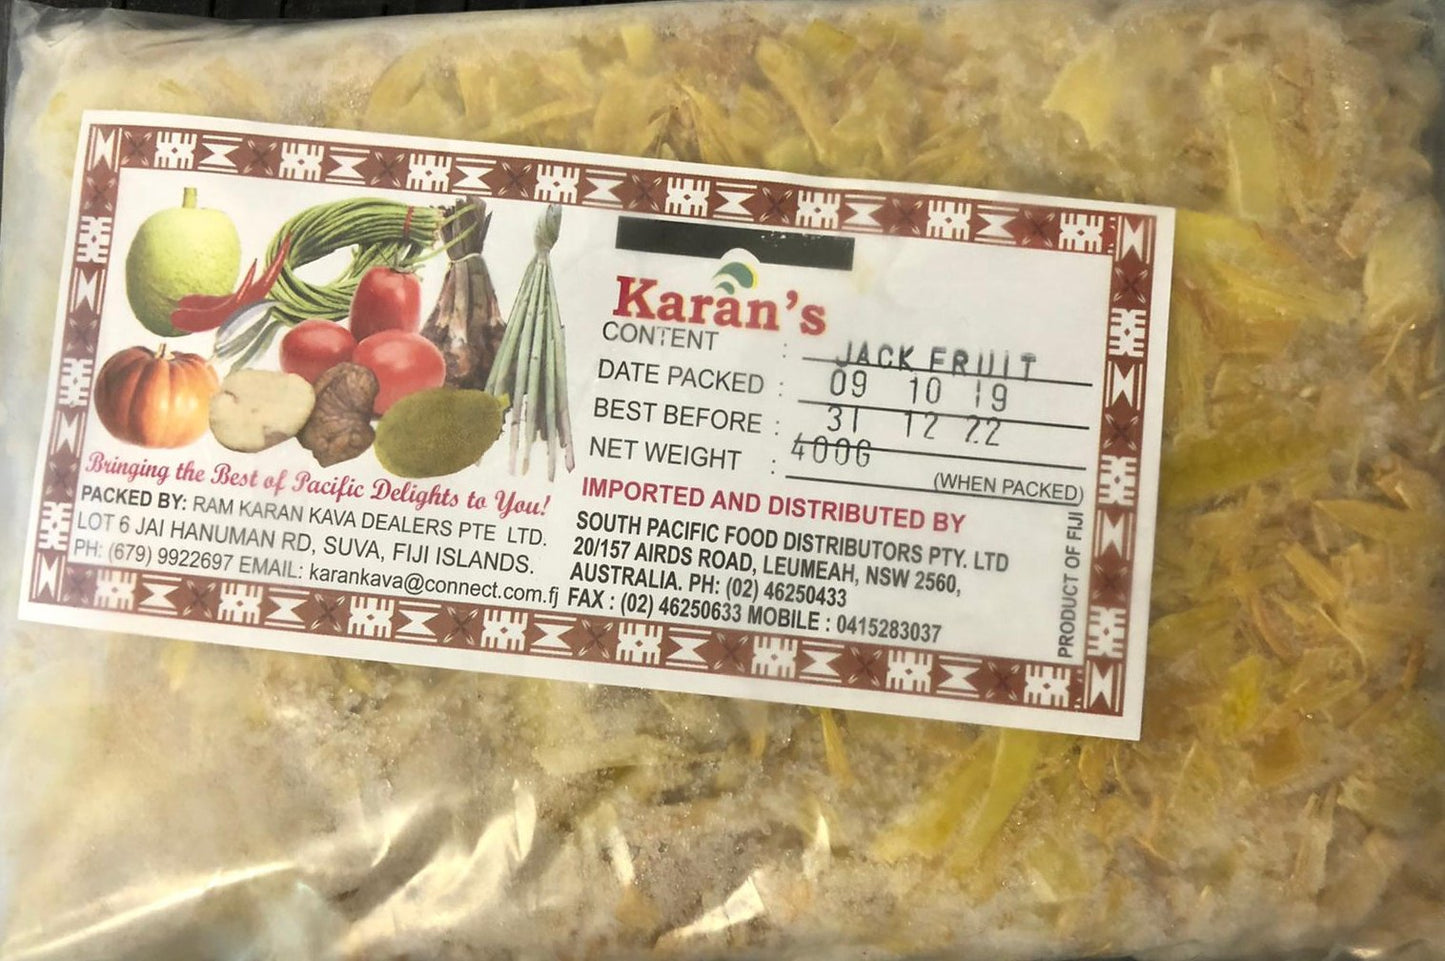 Karan's
CONTENT : JACK FRUIT
DATE PACKED : 09 10 19
BEST BEFORE : 31 12 22
NET WEIGHT : 400G
(WHEN PACKED)
Bringing the Best of Pacific Delights to You!
PACKED BY: RAM KARAN KAVA DEALERS PTE LTD.
LOT 6 JAI HANUMAN RD, SUVA, FIJI ISLANDS.
PH: (679) 9922697 EMAIL: karankava@connect.com.fj
IMPORTED AND DISTRIBUTED BY
SOUTH PACIFIC FOOD DISTRIBUTORS PTY. LTD
20/157 AIRDS ROAD, LEUMEAH, NSW 2560,
AUSTRALIA. PH: (02) 46250433
FAX : (02) 46250633 MOBILE : 0415283037
PRODUCT OF FIJI